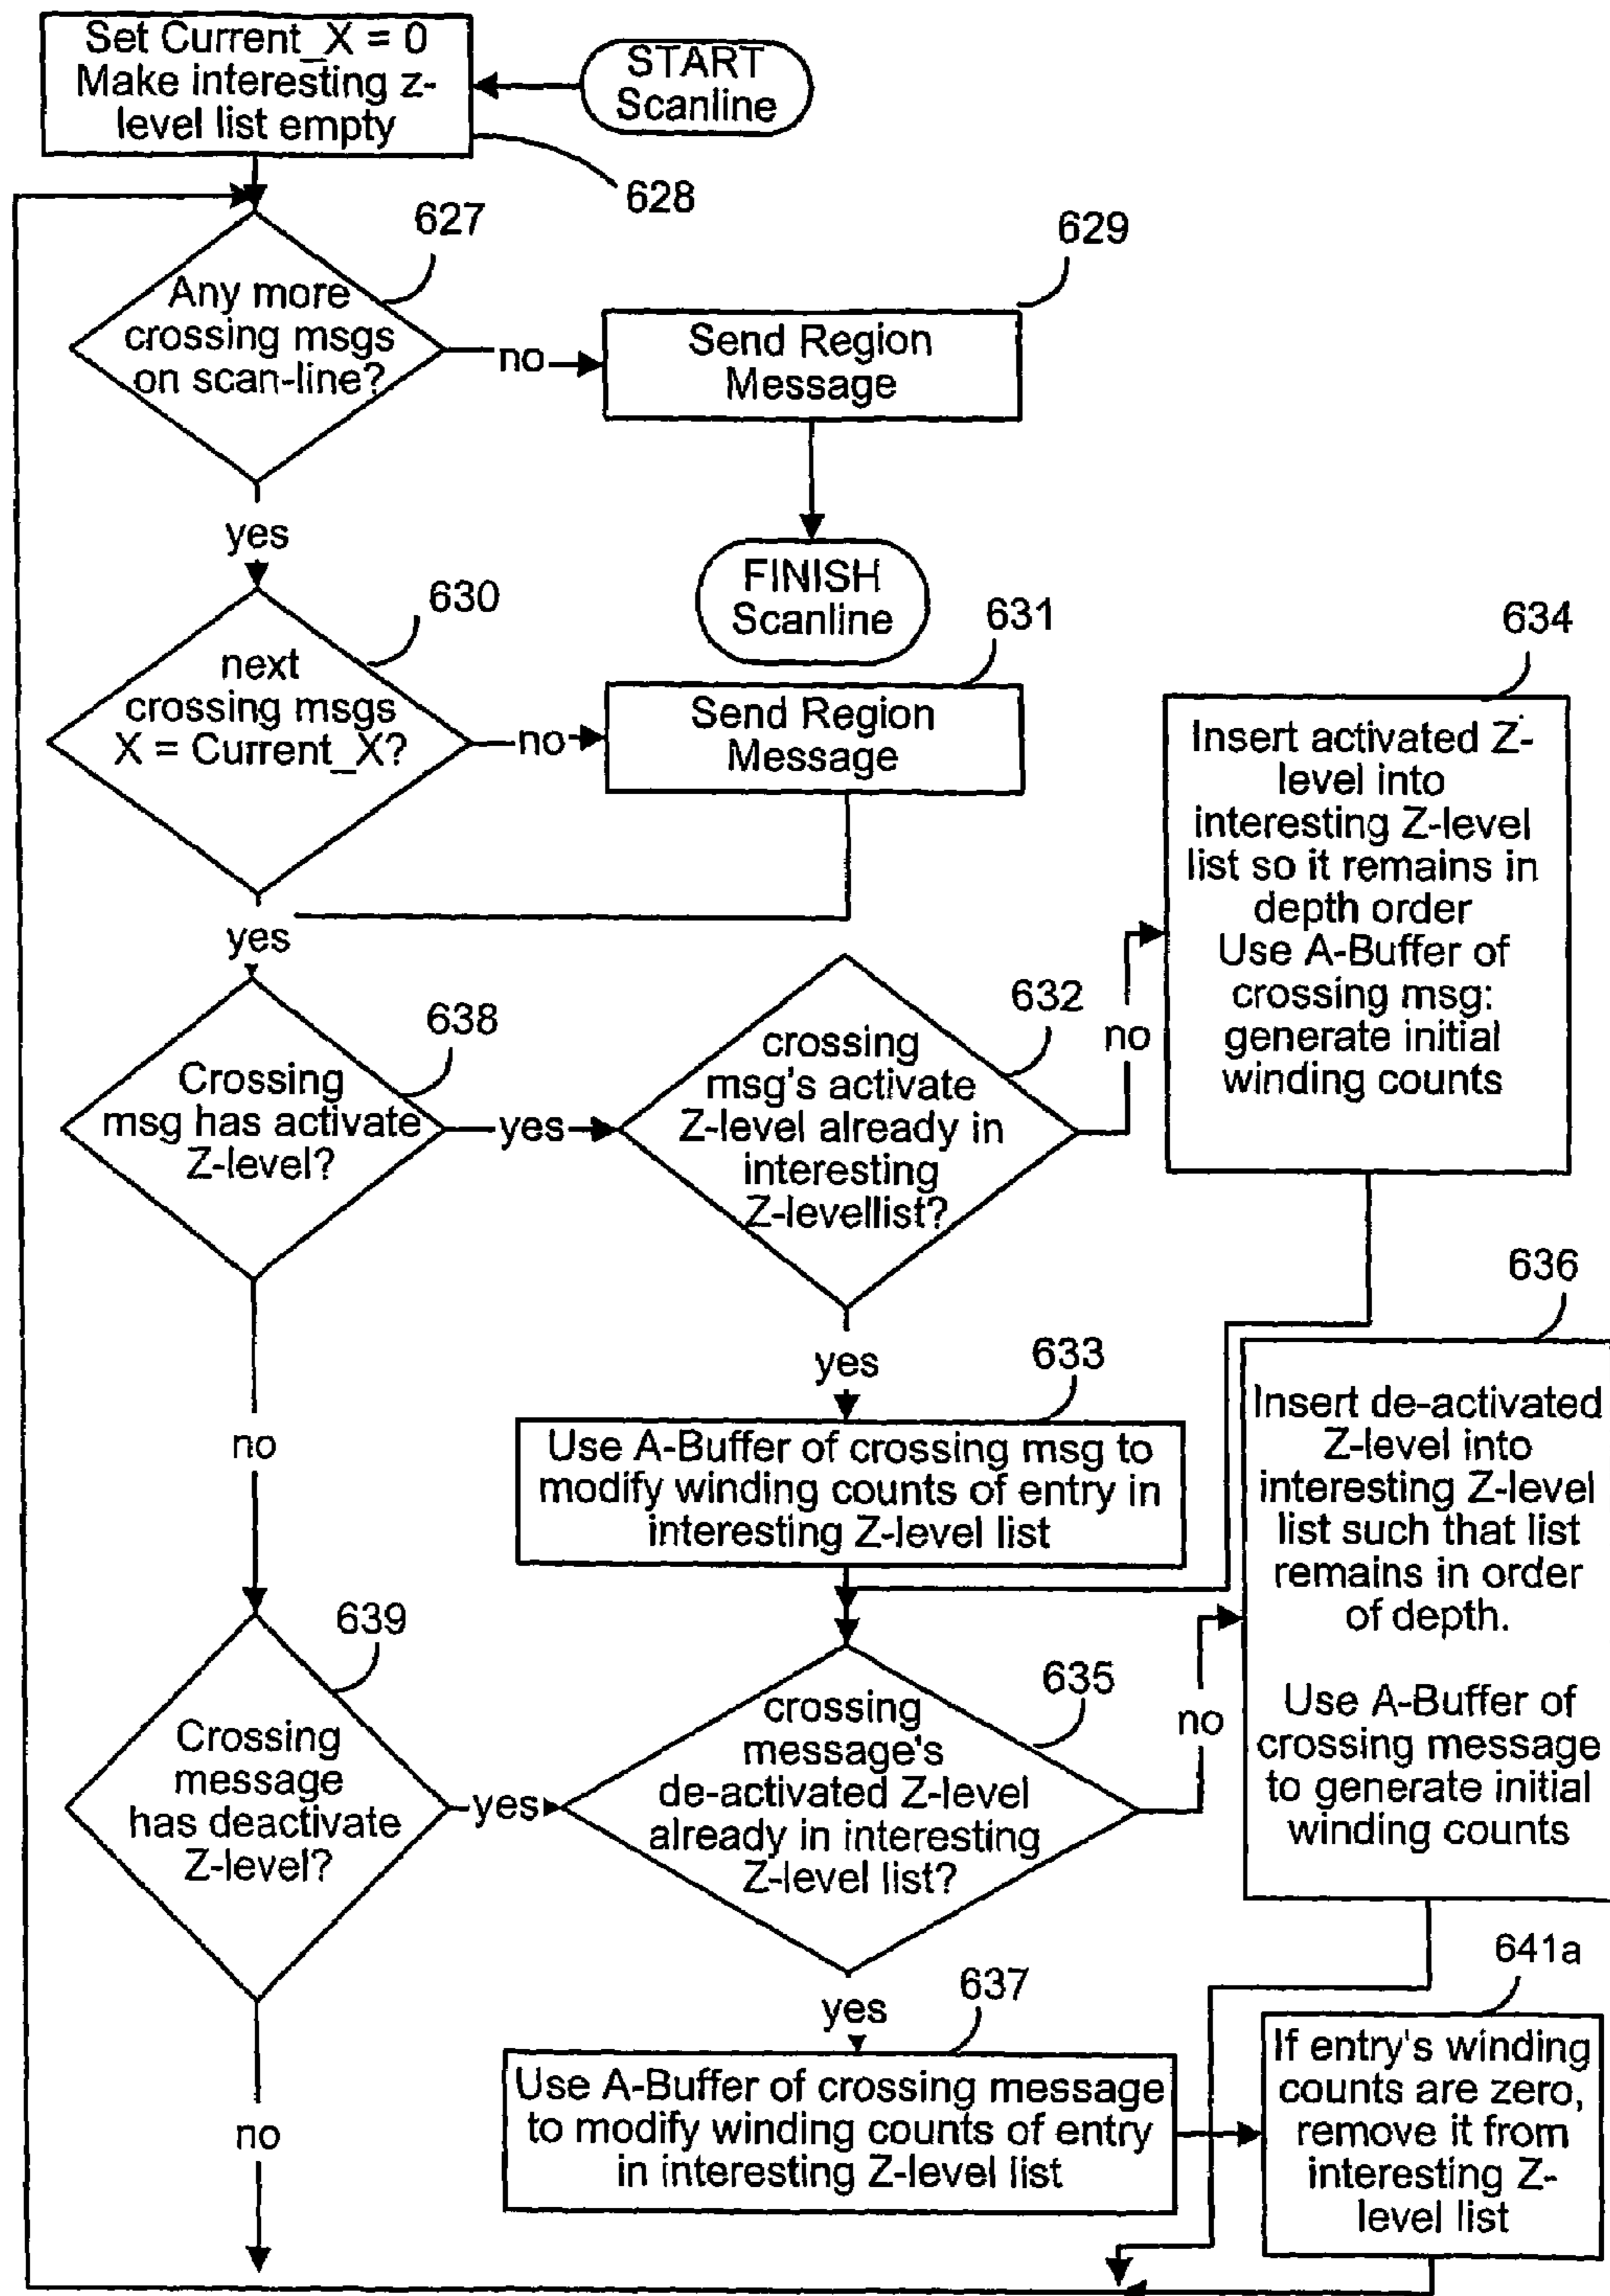 Set Current_X = 0
Make interesting z-
level list empty
START
Scanline
628
627
Any more
crossing msgs
on scan-line?
no
629
Send Region
Message
yes
FINISH
Scanline
630
next
crossing msgs
X = Current_X?
no
631
Send Region
Message
yes
634
Insert activated Z-
level into
interesting Z-level
list so it remains in
depth order
Use A-Buffer of
crossing msg:
generate initial
winding counts
638
Crossing
msg has activate
Z-level?
yes
632
crossing
msg's activate
Z-level already in
interesting
Z-levellist?
no
yes
no
633
Use A-Buffer of crossing msg to
modify winding counts of entry in
interesting Z-level list
636
Insert de-activated
Z-level into
interesting Z-level
list such that list
remains in order
of depth.
Use A-Buffer of
crossing message
to generate initial
winding counts
639
Crossing
message
has deactivate
Z-level?
yes
635
crossing
message's
de-activated Z-level
already in interesting
Z-level list?
no
yes
no
637
Use A-Buffer of crossing message
to modify winding counts of entry
in interesting Z-level list
641a
If entry's winding
counts are zero,
remove it from
interesting Z-
level list